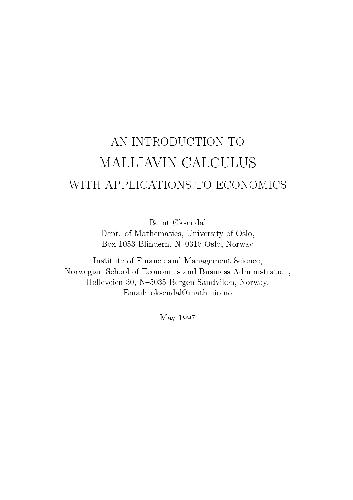 AN INTRODUCTION TO
MALLIAVIN CALCULUS
WITH APPLICATIONS TO ECONOMICS
Bernt Øksendal
Dept. of Mathematics, University of Oslo,
Box 1053 Blindern, N–0316 Oslo, Norway
Institute of Finance and Management Science,
Norwegian School of Economics and Business Administration,
Helleveien 30, N–5035 Bergen-Sandviken, Norway.
Email: oksendal@math.uio.no
May 1997